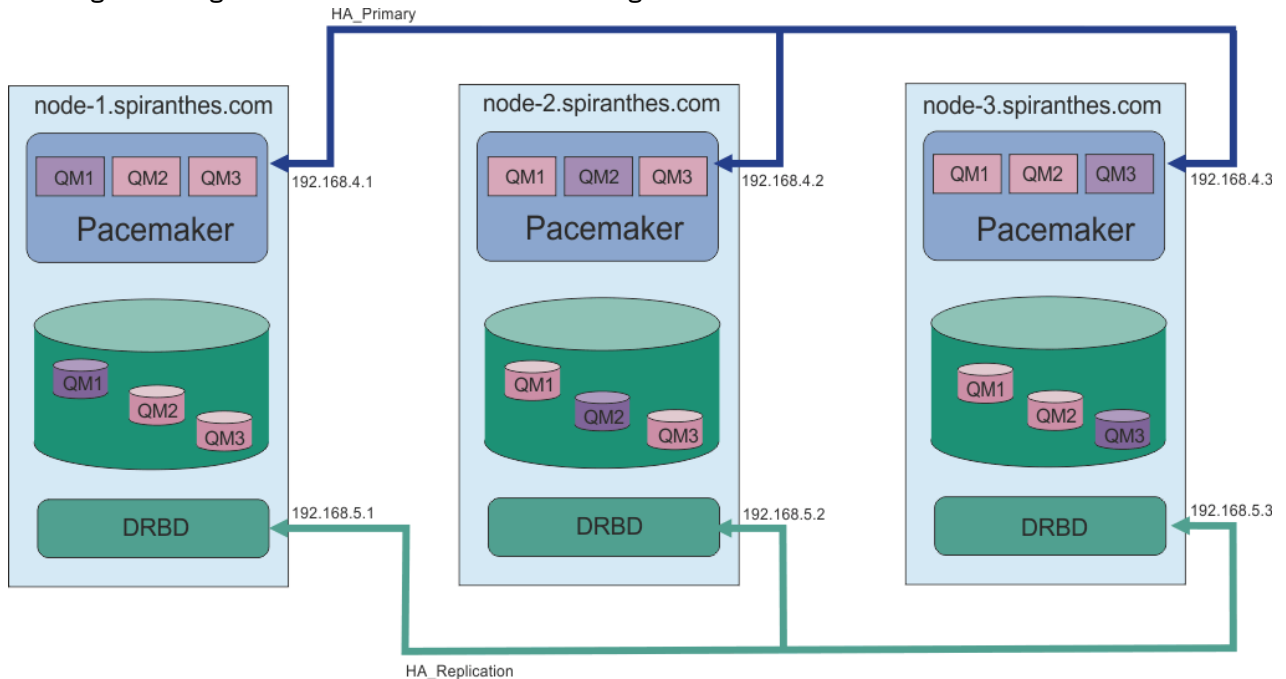 HA_Primary
node-1.spiranthes.com
QM1 QM2 QM3
Pacemaker
192.168.4.1
QM1
QM2
QM3
DRBD
192.168.5.1
node-2.spiranthes.com
QM1 QM2 QM3
Pacemaker
192.168.4.2
QM1
QM2
QM3
DRBD
192.168.5.2
node-3.spiranthes.com
QM1 QM2 QM3
Pacemaker
192.168.4.3
QM1
QM2
QM3
DRBD
192.168.5.3
HA_Replication